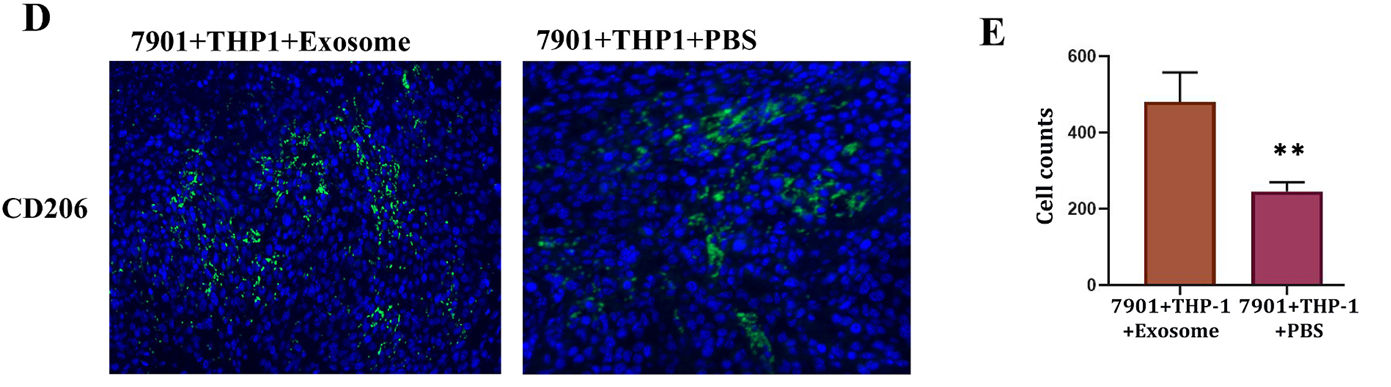 D
7901+THP1+Exosome
7901+THP1+PBS
CD206
E
600
400
200
0
Cell counts
**
7901+THP-1
+Exosome
7901+THP-1
+PBS